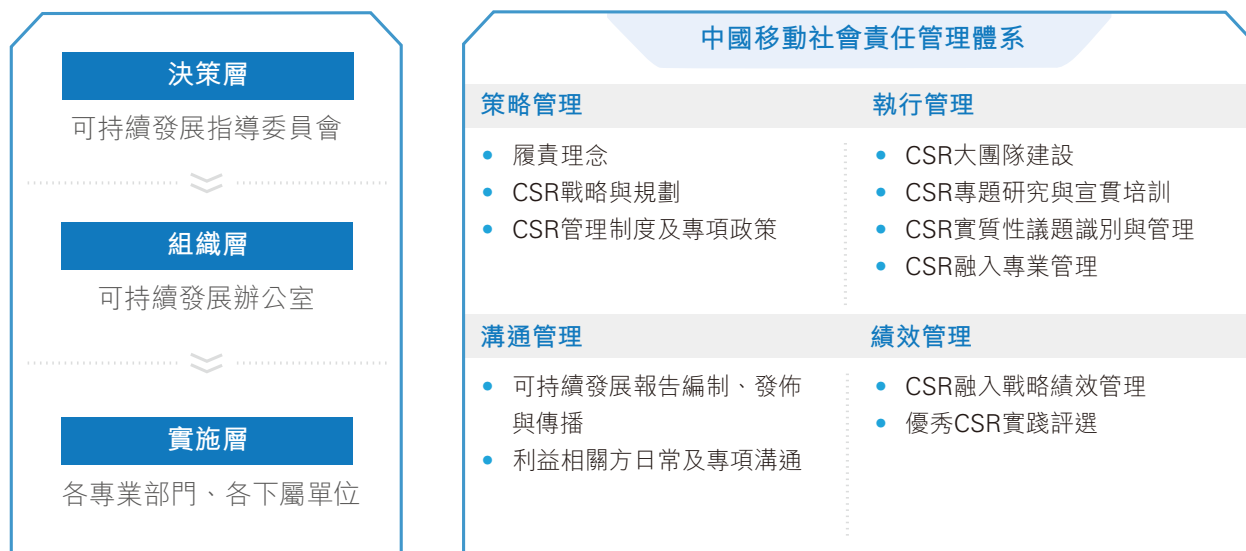 決策層
可持續發展指導委員會
組織層
可持續發展辦公室
實施層
各專業部門、各下屬單位
中國移動社會責任管理體系
策略管理
履責理念
CSR戰略與規劃
CSR管理制度及專項政策
執行管理
CSR大團隊建設
CSR專題研究與宣貫培訓
CSR實質性議題識別與管理
CSR融入專業管理
溝通管理
可持續發展報告編制、發佈
與傳播
利益相關方日常及專項溝通
績效管理
CSR融入戰略績效管理
優秀CSR實踐評選